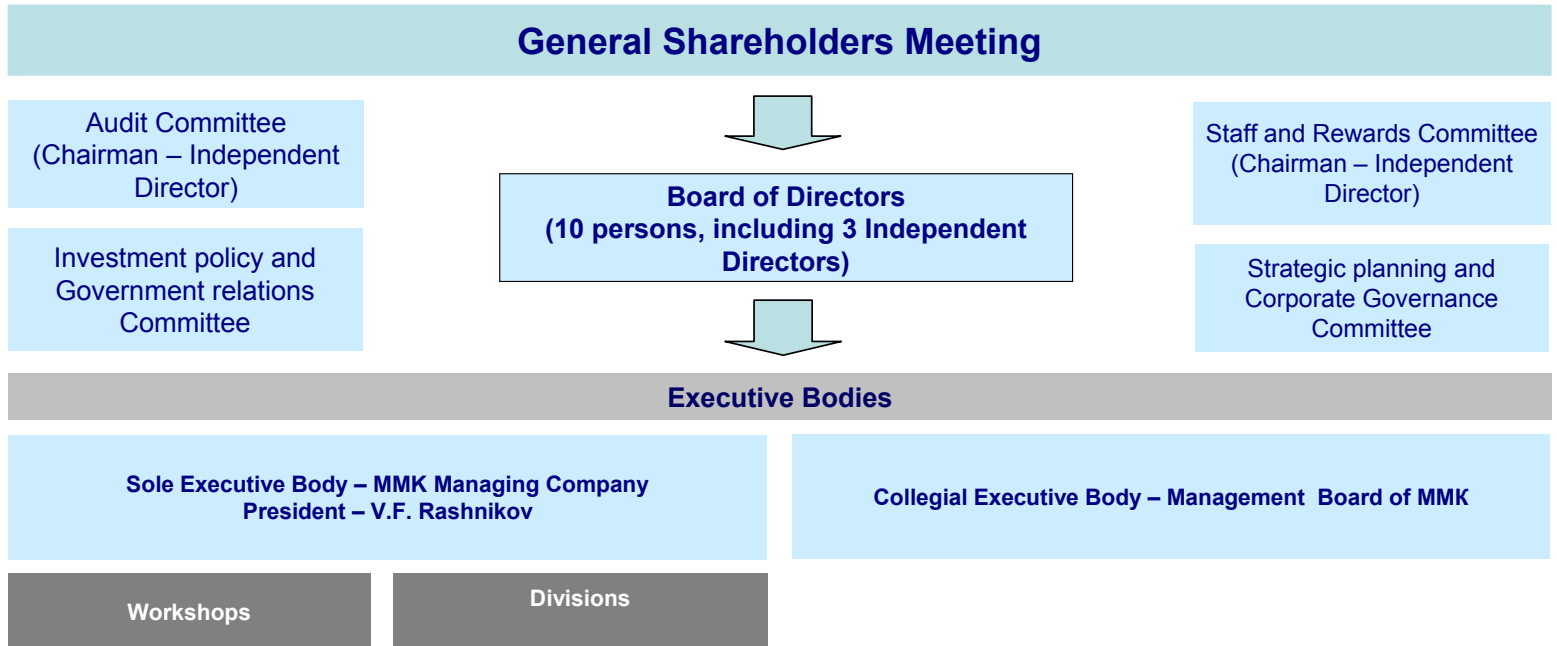 General Shareholders Meeting
Audit Committee
(Chairman – Independent
Director)
Staff and Rewards Committee
(Chairman – Independent
Director)
Board of Directors
(10 persons, including 3 Independent
Directors)
Investment policy and
Government relations
Committee
Strategic planning and
Corporate Governance
Committee
Executive Bodies
Sole Executive Body – MMK Managing Company
President – V.F. Rashnikov
Collegial Executive Body – Management Board of MMK
Workshops
Divisions